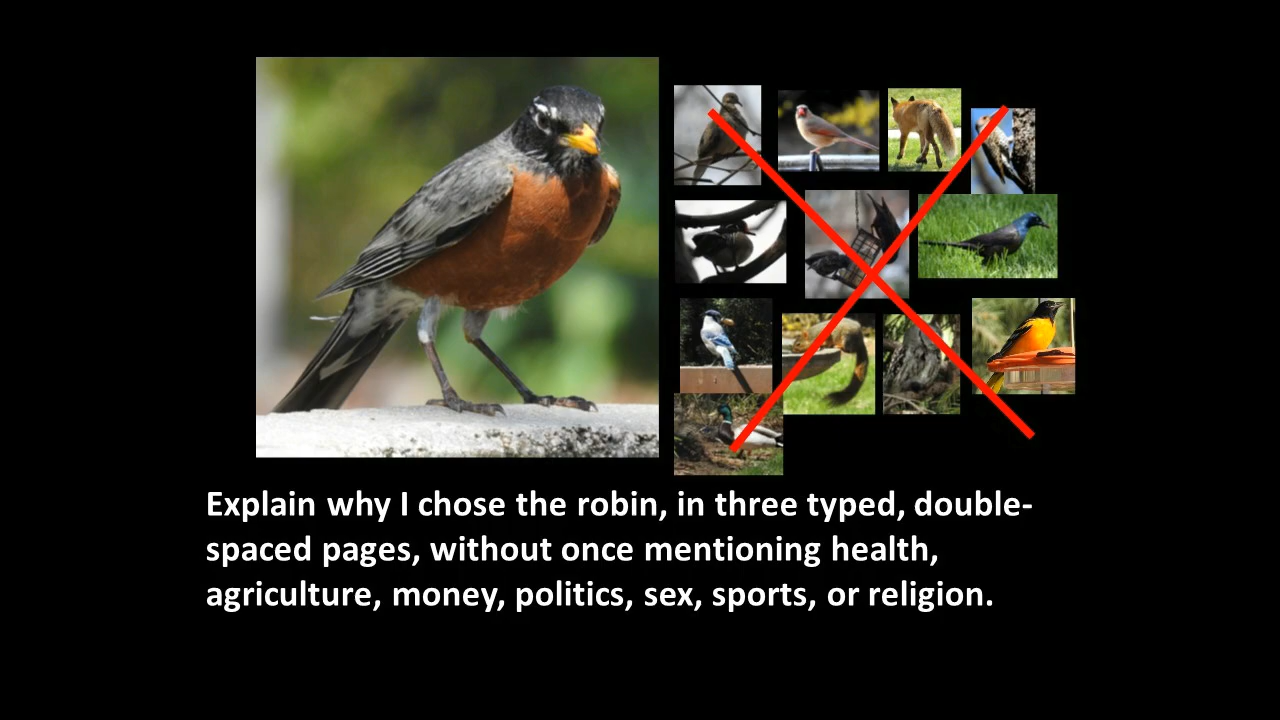 Explain why I chose the robin, in three typed, double-
spaced pages, without once mentioning health,
agriculture, money, politics, sex, sports, or religion.